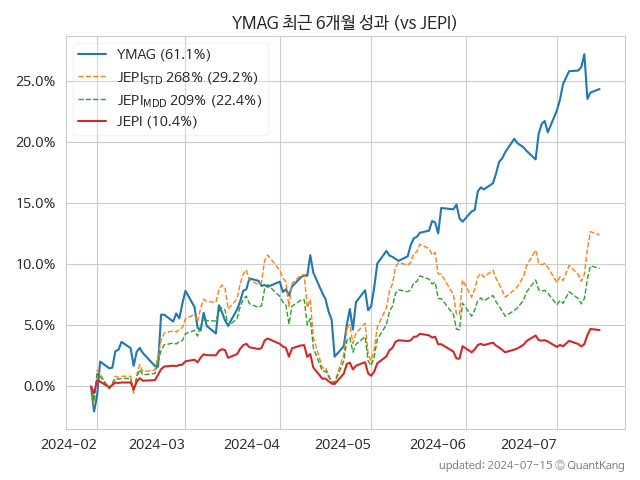 YMAG 최근 6개월 성과 (vs JEPI)
YMAG (61.1%)
JEPI_STD 268% (29.2%)
JEPI_MDD 209% (22.4%)
JEPI (10.4%)
25.0%
20.0%
15.0%
10.0%
5.0%
0.0%
2024-02 2024-03 2024-04 2024-05 2024-06 2024-07
updated: 2024-07-15 © QuantKang